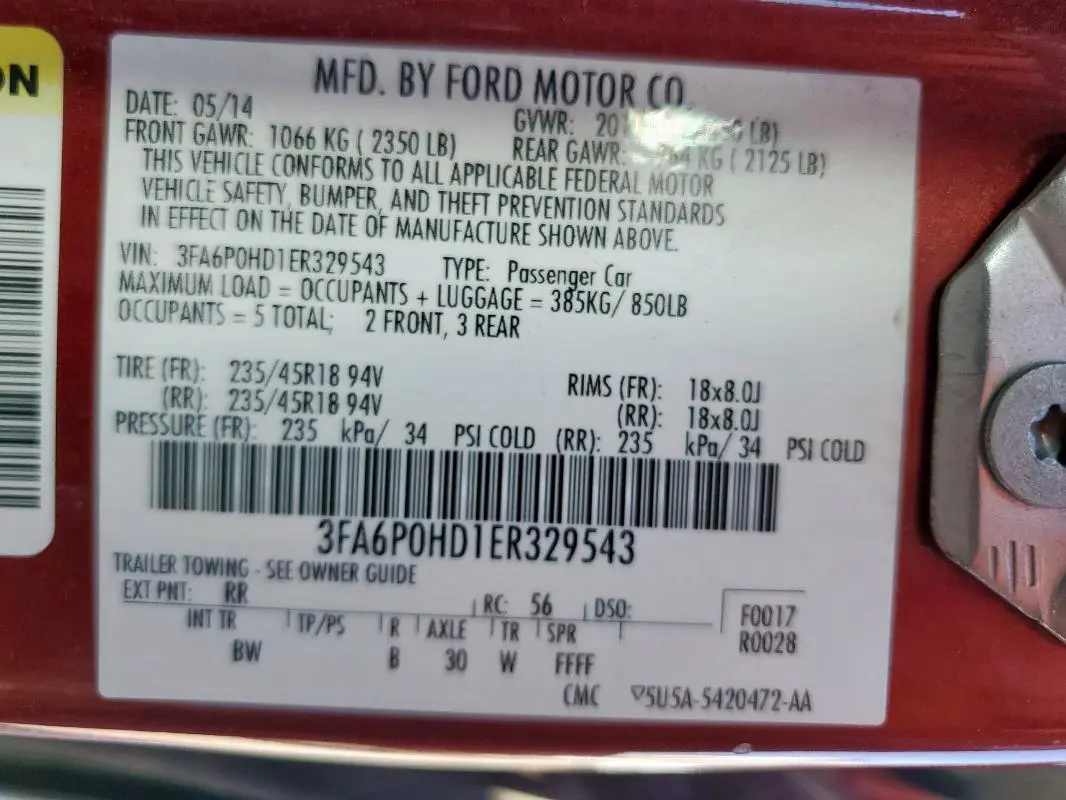 ON
MFD. BY FORD MOTOR CO.
DATE: 05/14
GVWR: LB)
FRONT GAWR: 1066 KG ( 2350 LB)
REAR GAWR: KG ( 2125 LB)
THIS VEHICLE CONFORMS TO ALL APPLICABLE FEDERAL MOTOR
VEHICLE SAFETY, BUMPER, AND THEFT PREVENTION STANDARDS
IN EFFECT ON THE DATE OF MANUFACTURE SHOWN ABOVE.
VIN: 3FA6P0HD1ER329543 TYPE: Passenger Car
MAXIMUM LOAD = OCCUPANTS + LUGGAGE = 385KG/ 850LB
OCCUPANTS = 5 TOTAL; 2 FRONT, 3 REAR
TIRE (FR): 235/45R18 94V RIMS (FR): 18x8.0J
(RR): 235/45R18 94V (RR): 18x8.0J
PRESSURE (FR): 235 kPa/ 34 PSI COLD (RR): 235 kPa/ 34 PSI COLD
3FA6P0HD1ER329543
TRAILER TOWING - SEE OWNER GUIDE
EXT PNT: RR RC: 56 DSO: F0017
INT TR TP/PS R AXLE TR SPR R0028
BW B 30 W FFFF
CMC ▽5U5A-5420472-AA